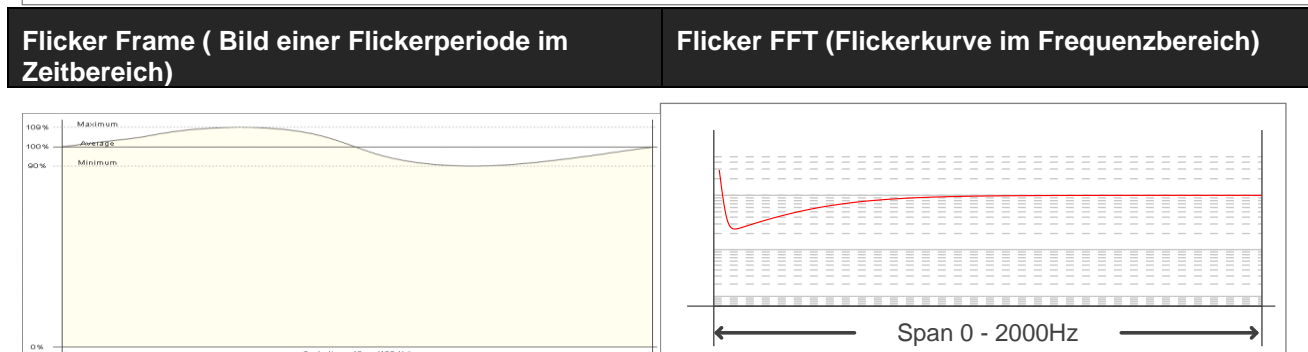 Flicker Frame ( Bild einer Flickerperiode im
Zeitbereich)
Flicker FFT (Flickerkurve im Frequenzbereich)
109%
Maximum
100%
Average
90%
Minimum
0%
Span 0 - 2000Hz